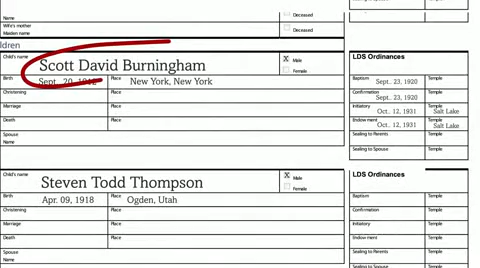 Name
Deceased
Wife's mother
Maiden name
Deceased
ldren
Child's name
Scott David Burningham
X Male
Female
LDS Ordinances
Birth
Sept. 20, 1912
Place
New York, New York
Baptism
Sept. 23, 1920
Temple
Christening
Place
Confirmation
Sept. 23, 1920
Temple
Marriage
Place
Initiatory
Oct. 12, 1931
Temple
Salt Lake
Death
Place
Endowment
Oct. 12, 1931
Temple
Salt Lake
Spouse
Name
Sealing to Parents
Temple
Sealing to Spouse
Temple
Child's name
Steven Todd Thompson
X Male
Female
LDS Ordinances
Birth
Apr. 09, 1918
Place
Ogden, Utah
Baptism
Temple
Christening
Place
Confirmation
Temple
Marriage
Place
Initiatory
Temple
Death
Place
Endowment
Temple
Spouse
Name
Sealing to Parents
Temple
Sealing to Spouse
Temple